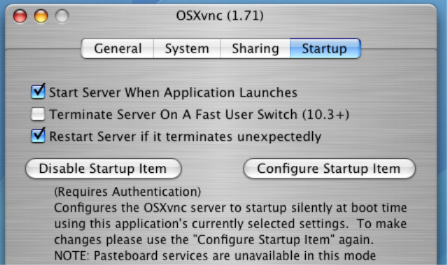 OSXvnc (1.71)
General System Sharing Startup
Start Server When Application Launches
Terminate Server On A Fast User Switch (10.3+)
Restart Server if it terminates unexpectedly
Disable Startup Item Configure Startup Item
(Requires Authentication)
Configures the OSXvnc server to startup silently at boot time
using this application's currently selected settings. To make
changes please use the "Configure Startup Item" again.
NOTE: Pasteboard services are unavailable in this mode